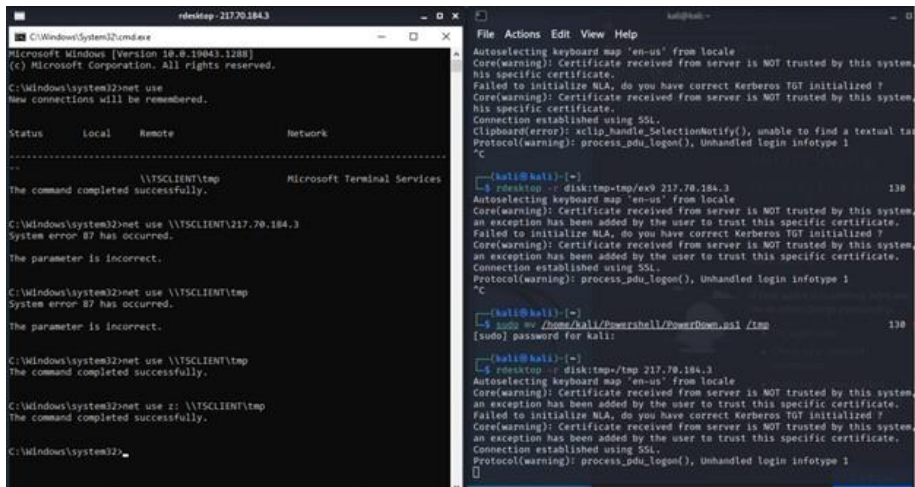 rdesktop - 217.70.184.3
C:\Windows\System32\cmd.exe
Microsoft Windows [Version 10.0.19043.1288]
(c) Microsoft Corporation. All rights reserved.
C:\Windows\system32>net use
New connections will be remembered.
Status Local Remote Network
-------------------------------------------------------------------------------
--
\\TSCLIENT\tmp Microsoft Terminal Services
The command completed successfully.
C:\Windows\system32>net use \\TSCLIENT\217.70.184.3
System error 87 has occurred.
The parameter is incorrect.
C:\Windows\system32>net use \\TSCLIENT\tmp
System error 87 has occurred.
The parameter is incorrect.
C:\Windows\system32>net use \\TSCLIENT\tmp
The command completed successfully.
C:\Windows\system32>net use z: \\TSCLIENT\tmp
The command completed successfully.
C:\Windows\system32>
kali@kali: ~
File Actions Edit View Help
Autoselecting keyboard map 'en-us' from locale
Core(warning): Certificate received from server is NOT trusted by this system,
his specific certificate.
Failed to initialize NLA, do you have correct Kerberos TGT initialized ?
Core(warning): Certificate received from server is NOT trusted by this system,
his specific certificate.
Connection established using SSL.
Clipboard(error): xclip_handle_SelectionNotify(), unable to find a textual tar
Protocol(warning): process_pdu_logon(), Unhandled login infotype 1
^C
(kali㉿kali)-[~]
$ rdesktop -r disk:tmp=tmp/ex9 217.70.184.3 130
Autoselecting keyboard map 'en-us' from locale
Core(warning): Certificate received from server is NOT trusted by this system,
an exception has been added by the user to trust this specific certificate.
Failed to initialize NLA, do you have correct Kerberos TGT initialized ?
Core(warning): Certificate received from server is NOT trusted by this system,
an exception has been added by the user to trust this specific certificate.
Connection established using SSL.
Protocol(warning): process_pdu_logon(), Unhandled login infotype 1
^C
(kali㉿kali)-[~]
$ sudo mv /home/kali/Powershell/PowerDown.ps1 /tmp 130
[sudo] password for kali:
(kali㉿kali)-[~]
$ rdesktop -r disk:tmp=/tmp 217.70.184.3
Autoselecting keyboard map 'en-us' from locale
Core(warning): Certificate received from server is NOT trusted by this system,
an exception has been added by the user to trust this specific certificate.
Failed to initialize NLA, do you have correct Kerberos TGT initialized ?
Core(warning): Certificate received from server is NOT trusted by this system,
an exception has been added by the user to trust this specific certificate.
Connection established using SSL.
Protocol(warning): process_pdu_logon(), Unhandled login infotype 1